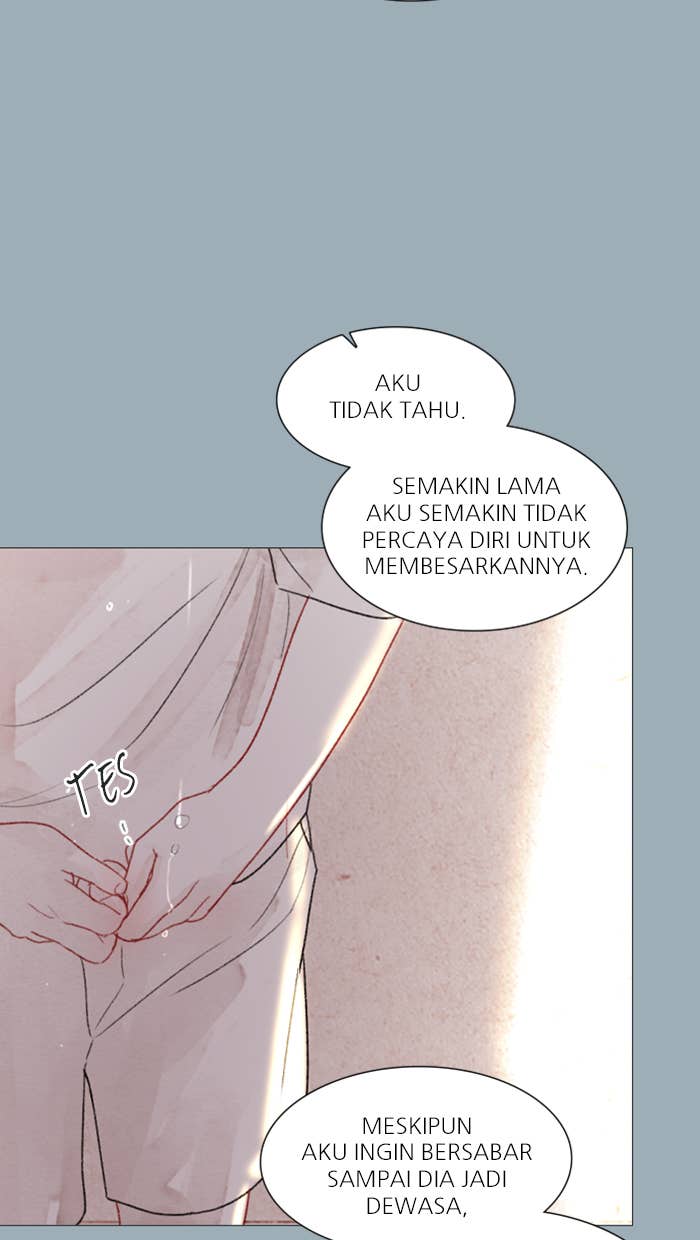 AKU
TIDAK TAHU.
SEMAKIN LAMA
AKU SEMAKIN TIDAK
PERCAYA DIRI UNTUK
MEMBESARKANNYA.
TES
MESKIPUN
AKU INGIN BERSABAR
SAMPAI DIA JADI
DEWASA,